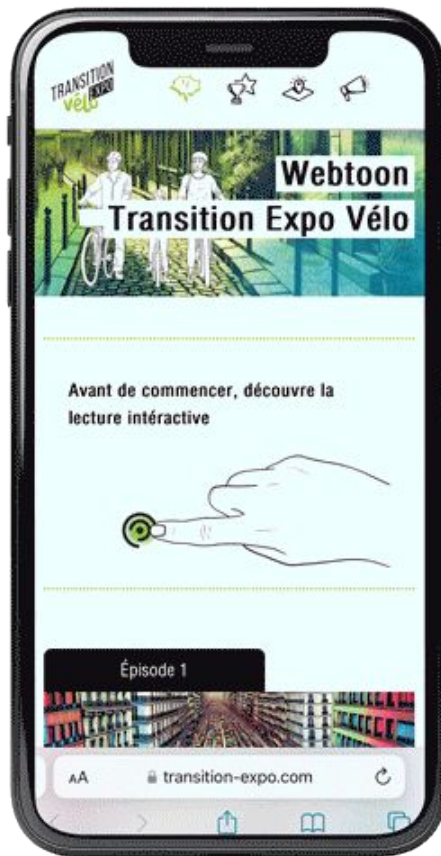 TRANSITION
vélo EXPO
Webtoon
Transition Expo Vélo
Avant de commencer, découvre la
lecture intéractive
Épisode 1
AA
transition-expo.com